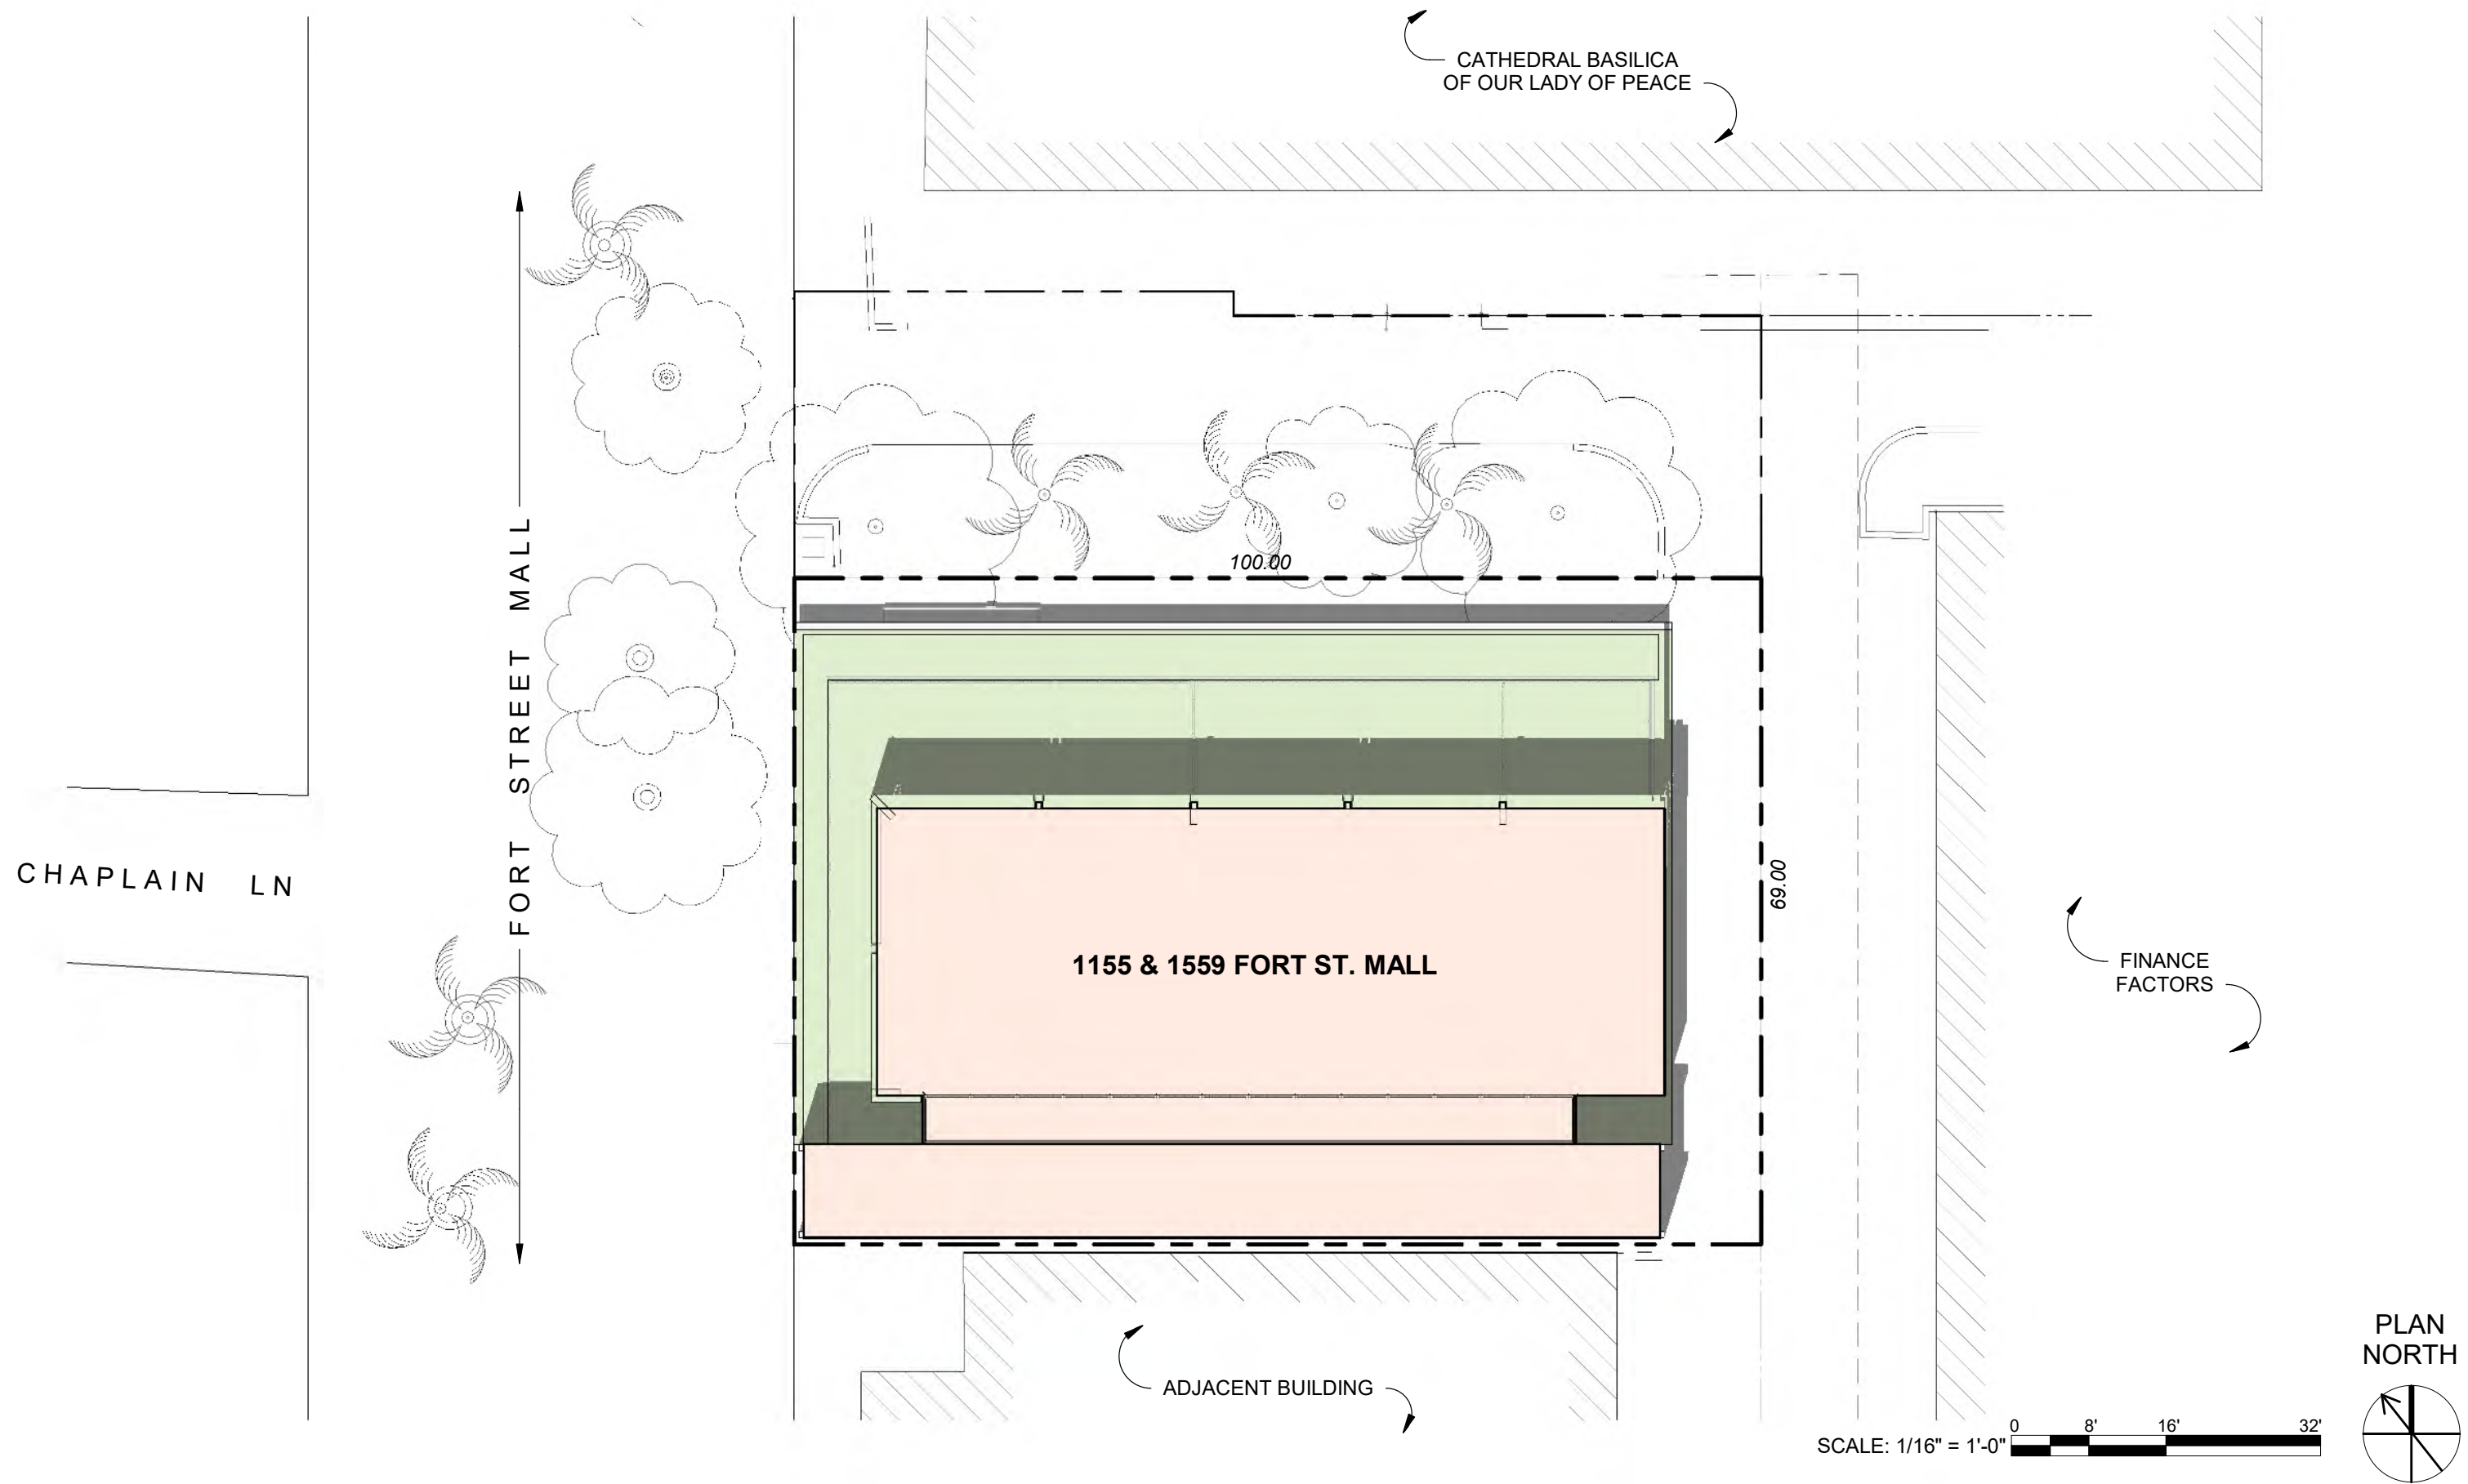 CATHEDRAL BASILICA
OF OUR LADY OF PEACE
FORT STREET MALL
100.00
CHAPLAIN LN
69.00
1155 & 1559 FORT ST. MALL
FINANCE
FACTORS
ADJACENT BUILDING
PLAN
NORTH
0 8' 16' 32'
SCALE: 1/16" = 1'-0"